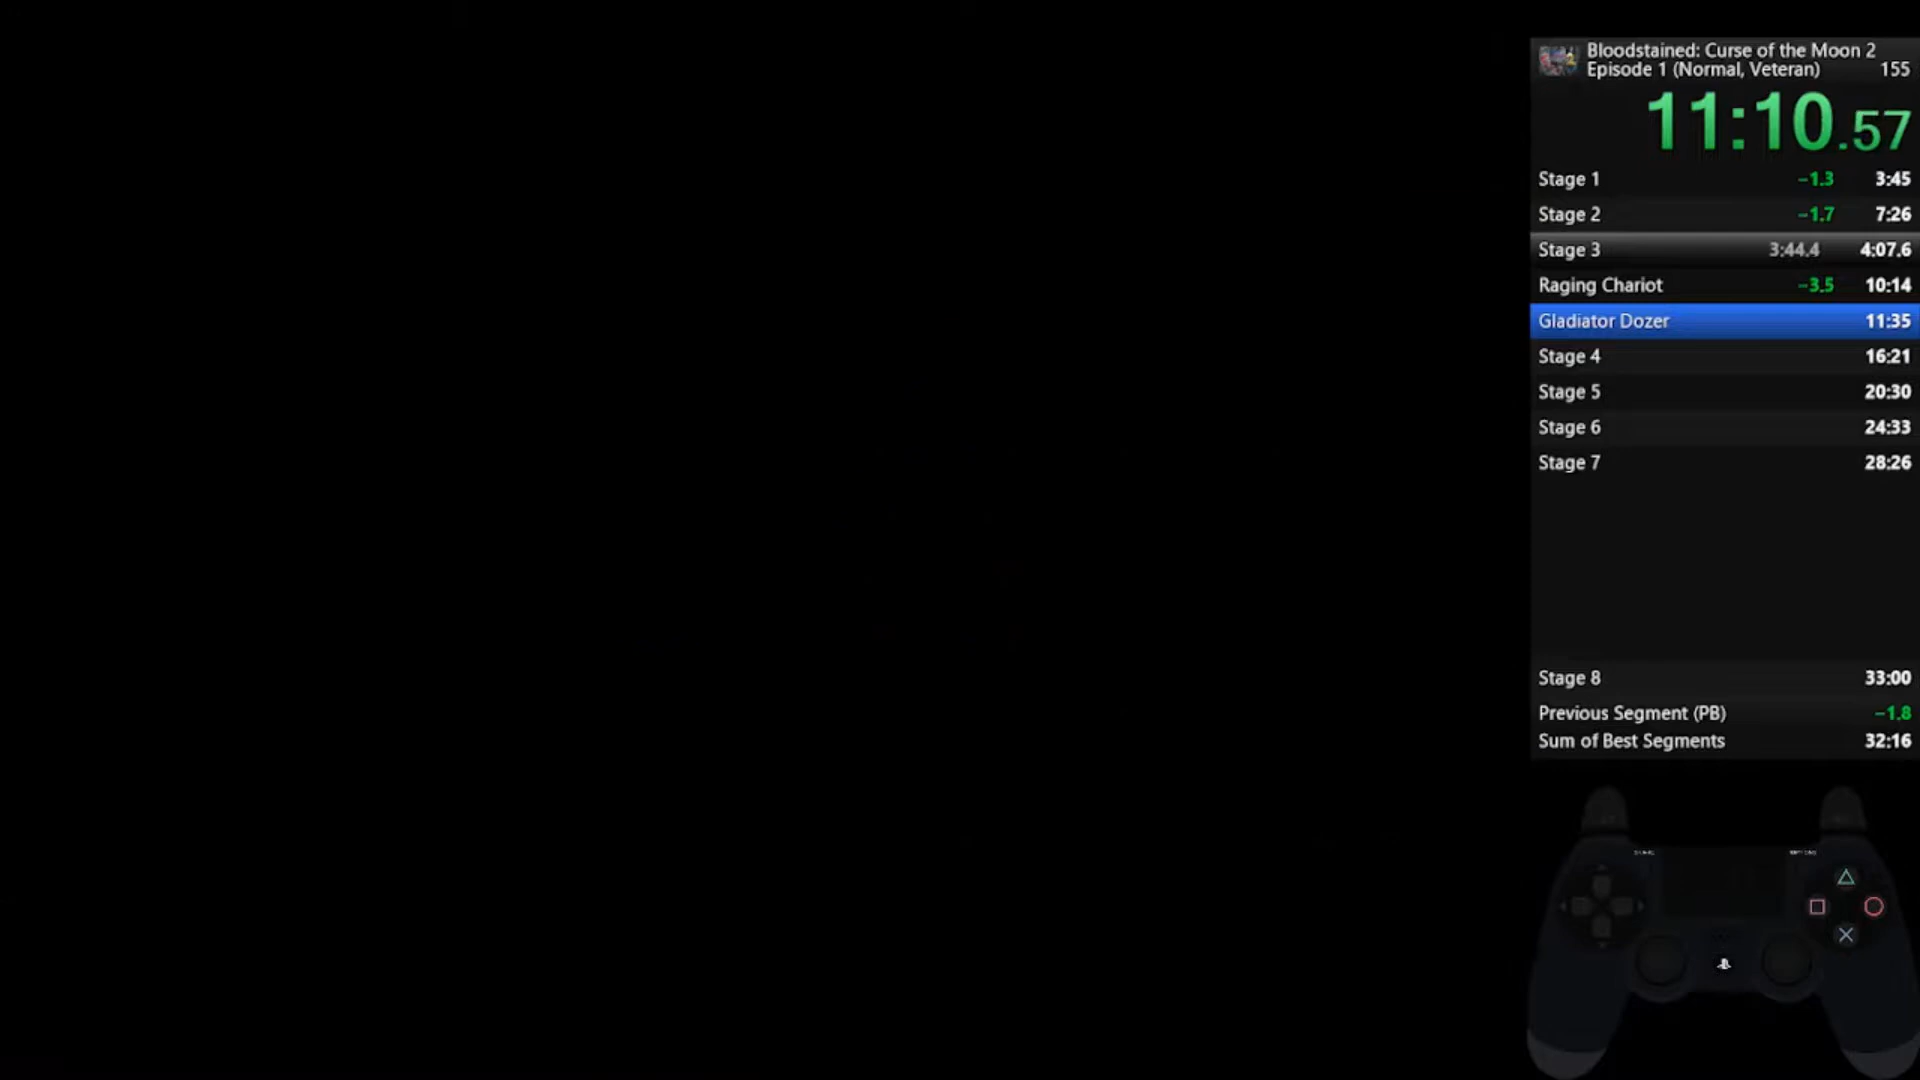 Bloodstained: Curse of the Moon 2
Episode 1 (Normal, Veteran) 155
11:10.57
Stage 1 -1.3 3:45
Stage 2 -1.7 7:26
Stage 3 3:44.4 4:07.6
Raging Chariot -3.5 10:14
Gladiator Dozer 11:35
Stage 4 16:21
Stage 5 20:30
Stage 6 24:33
Stage 7 28:26
Stage 8 33:00
Previous Segment (PB) -1.8
Sum of Best Segments 32:16